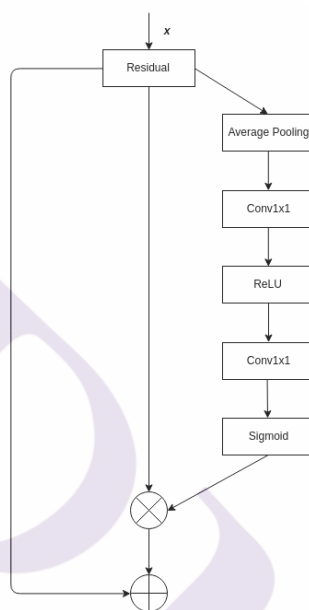 x
Residual
Average Pooling
Conv1x1
ReLU
Conv1x1
Sigmoid